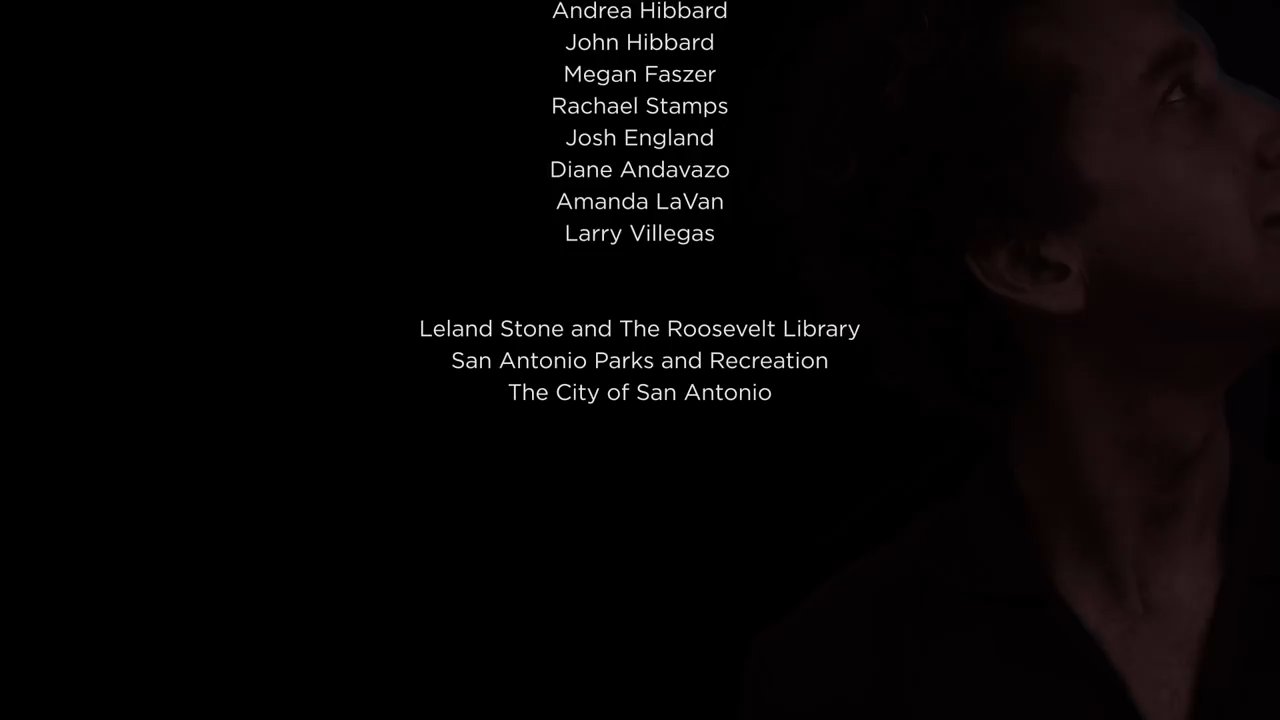 Andrea Hibbard
John Hibbard
Megan Faszer
Rachael Stamps
Josh England
Diane Andavazo
Amanda LaVan
Larry Villegas
Leland Stone and The Roosevelt Library
San Antonio Parks and Recreation
The City of San Antonio